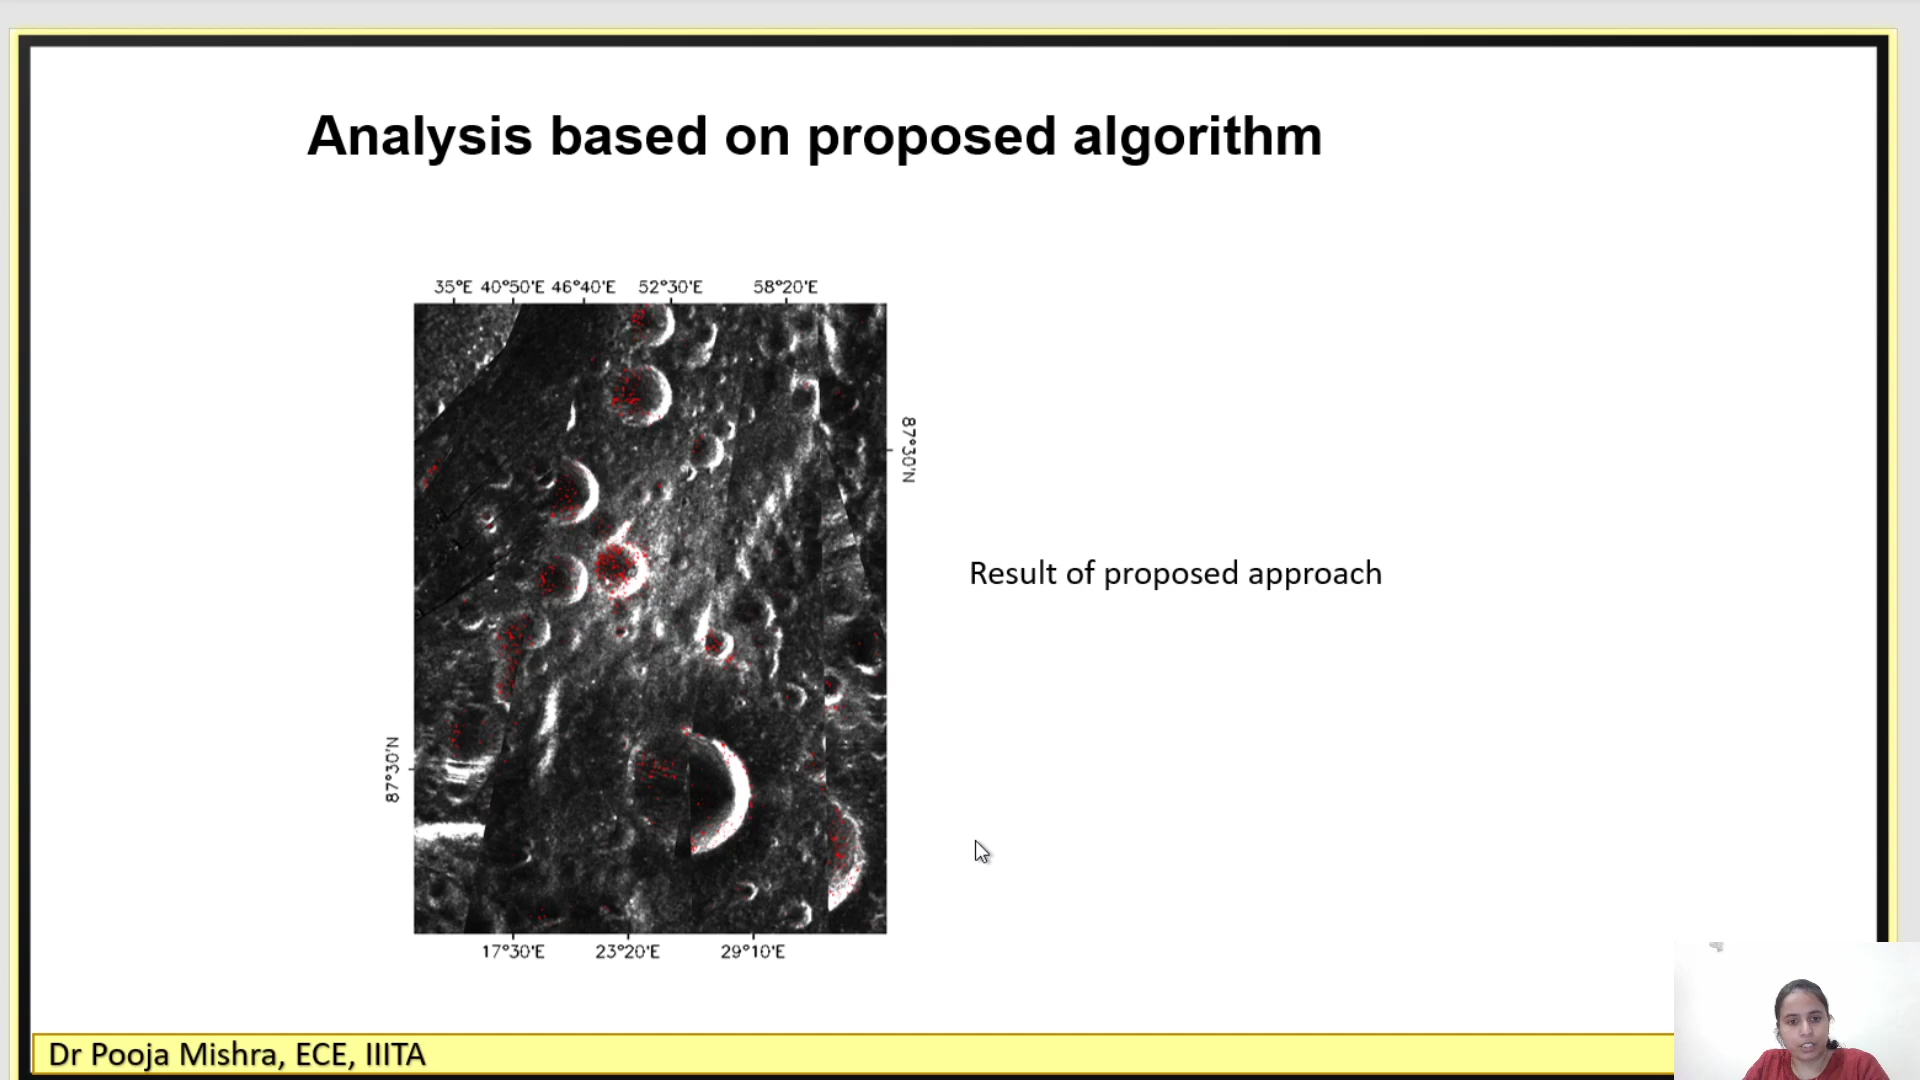 Analysis based on proposed algorithm
35°E 40°50'E 46°40'E 52°30'E 58°20'E
87°30'N
Result of proposed approach
87°30'N
17°30'E 23°20'E 29°10'E
Dr Pooja Mishra, ECE, IIITA